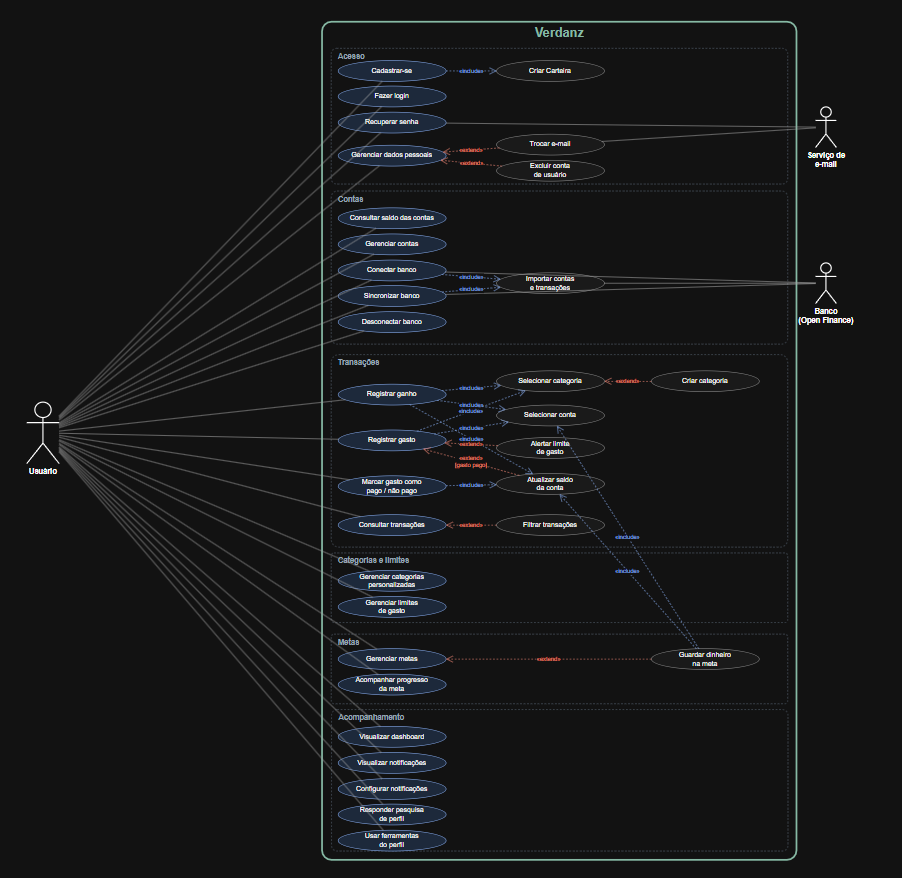 Verdanz
Acesso
Cadastrar-se
«include»
Criar Carteira
Fazer login
Recuperar senha
Gerenciar dados pessoais
«extend»
Trocar e-mail
«extend»
Excluir conta
de usuário
Serviço de
e-mail
Contas
Consultar saldo das contas
Gerenciar contas
Conectar banco
«include»
Importar contas
e transações
Sincronizar banco
«include»
Desconectar banco
Banco
(Open Finance)
Transações
Registrar ganho
«include»
Selecionar categoria
«extend»
Criar categoria
«include»
«include»
Selecionar conta
Registrar gasto
«include»
«include»
«extend»
Alertar limite
de gasto
«extend»
[gasto pago]
Marcar gasto como
pago / não pago
«include»
Atualizar saldo
da conta
Consultar transações
«extend»
Filtrar transações
«include»
«include»
Usuário
Categorias e limites
Gerenciar categorias
personalizadas
Gerenciar limites
de gasto
Metas
Gerenciar metas
«extend»
Guardar dinheiro
na meta
Acompanhar progresso
da meta
Acompanhamento
Visualizar dashboard
Visualizar notificações
Configurar notificações
Responder pesquisa
de perfil
Usar ferramentas
do perfil